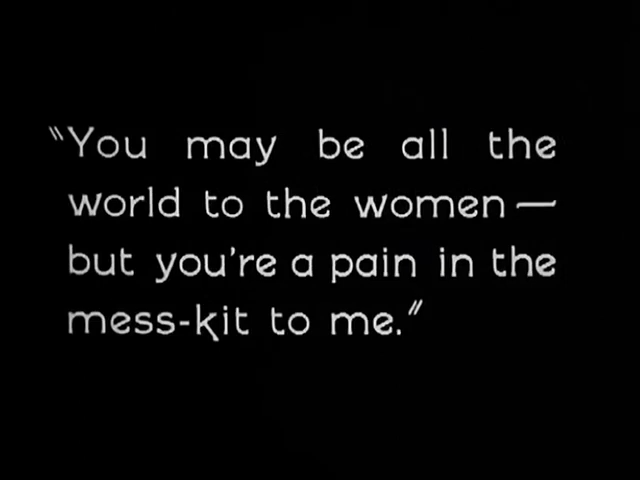 "You may be all the
world to the women—
but you're a pain in the
mess-kit to me."